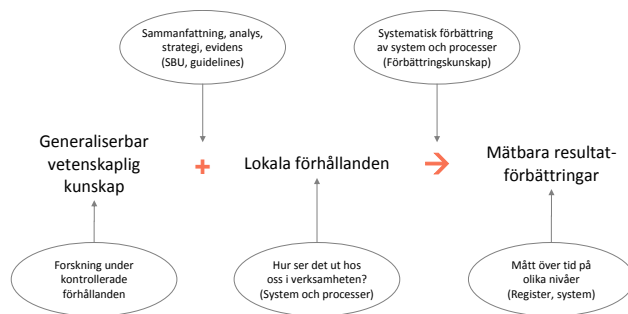 Sammanfattning, analys,
strategi, evidens
(SBU, guidelines)
Systematisk förbättring
av system och processer
(Förbättringskunskap)
Generaliserbar
vetenskaplig
kunskap
+
Lokala förhållanden
→
Mätbara resultat-
förbättringar
Forskning under
kontrollerade
förhållanden
Hur ser det ut hos
oss i verksamheten?
(System och processer)
Mått över tid på
olika nivåer
(Register, system)